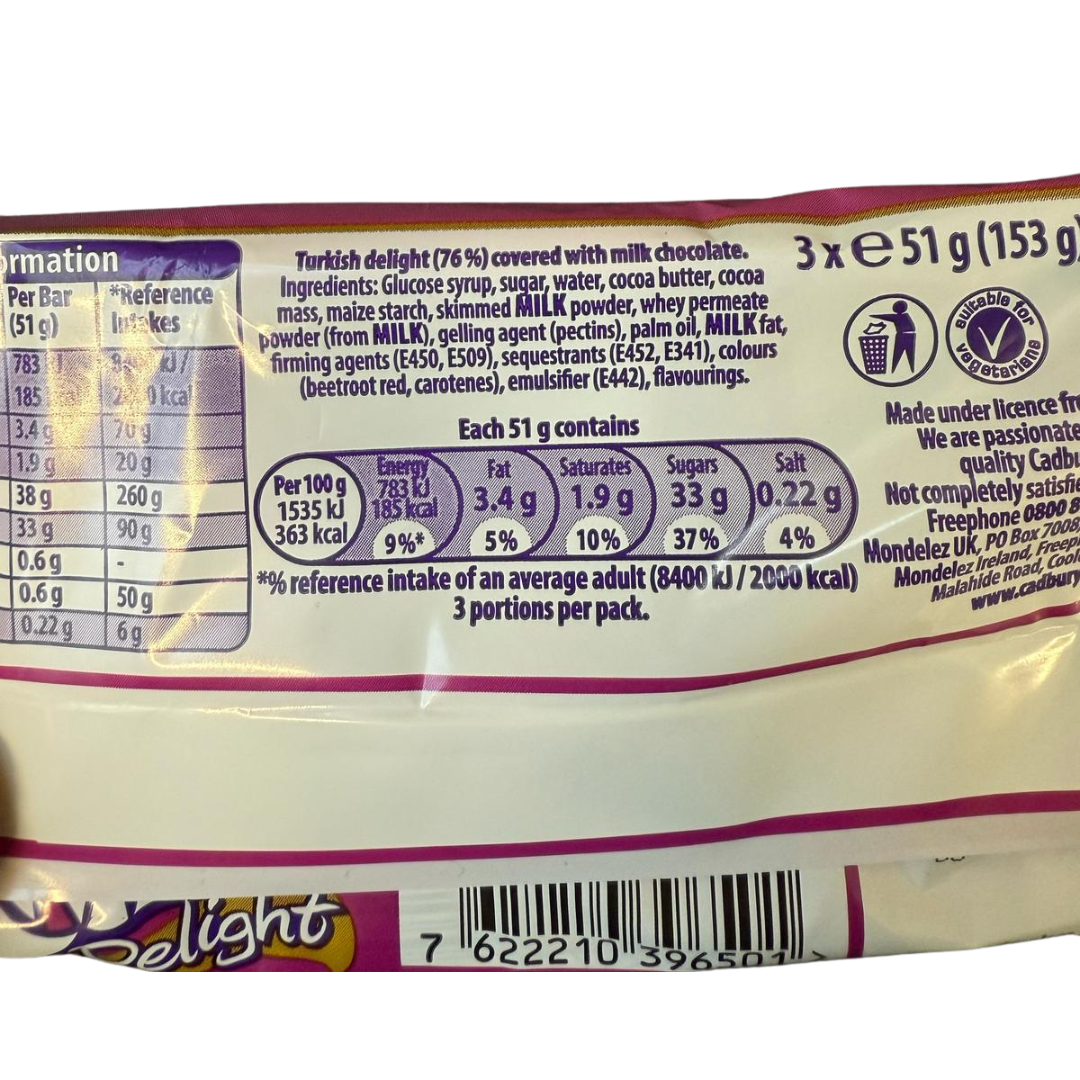 ormation
Per Bar (51 g) *Reference Intakes
783
185 kcal
3.4 g 70 g
1.9 g 20 g
38 g 260 g
33 g 90 g
0.6 g -
0.6 g 50 g
0.22 g 6 g
Turkish delight (76 %) covered with milk chocolate.
Ingredients: Glucose syrup, sugar, water, cocoa butter, cocoa
mass, maize starch, skimmed MILK powder, whey permeate
powder (from MILK), gelling agent (pectins), palm oil, MILK fat,
firming agents (E450, E509), sequestrants (E452, E341), colours
(beetroot red, carotenes), emulsifier (E442), flavourings.
Each 51 g contains
Per 100 g
1535 kJ
363 kcal
Energy
783 kJ
185 kcal
9%*
Fat
3.4 g
5%
Saturates
1.9 g
10%
Sugars
33 g
37%
Salt
0.22 g
4%
*% reference intake of an average adult (8400 kJ / 2000 kcal)
3 portions per pack.
3 x e 51 g (153 g)
suitable for
vegetarians
Made under licence fr
We are passionate
quality Cadbu
Not completely satisfie
Freephone 0800 8
Mondelez UK, PO Box 7008
Mondelez Ireland, Freep
Malahide Road, Cool
www.cadbury
Delight
7 622210 396501 >